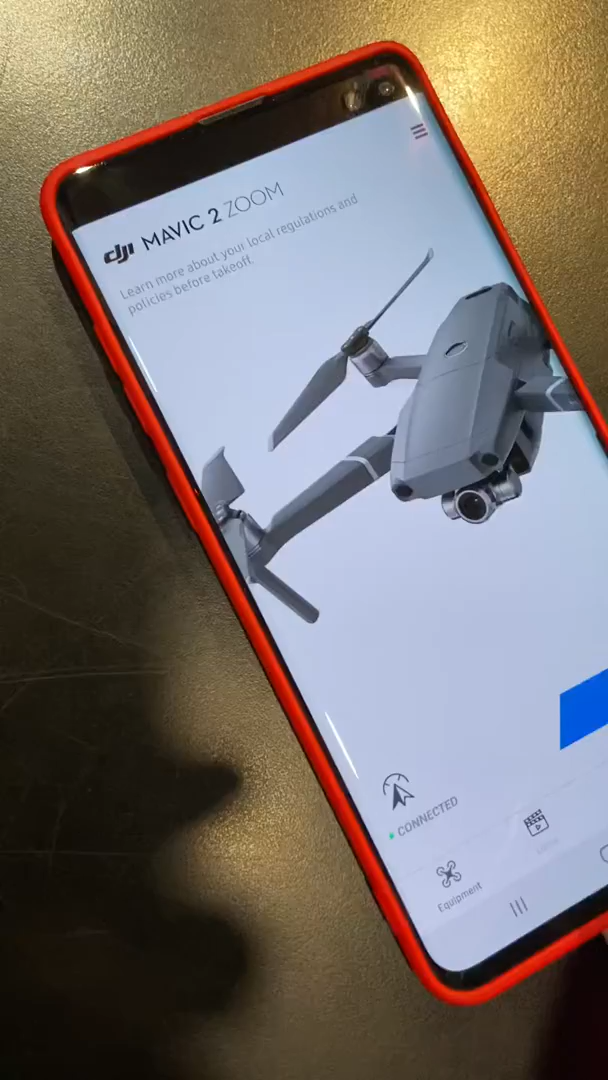 dji MAVIC 2 ZOOM
Learn more about your local regulations and
policies before takeoff.
CONNECTED
Equipment